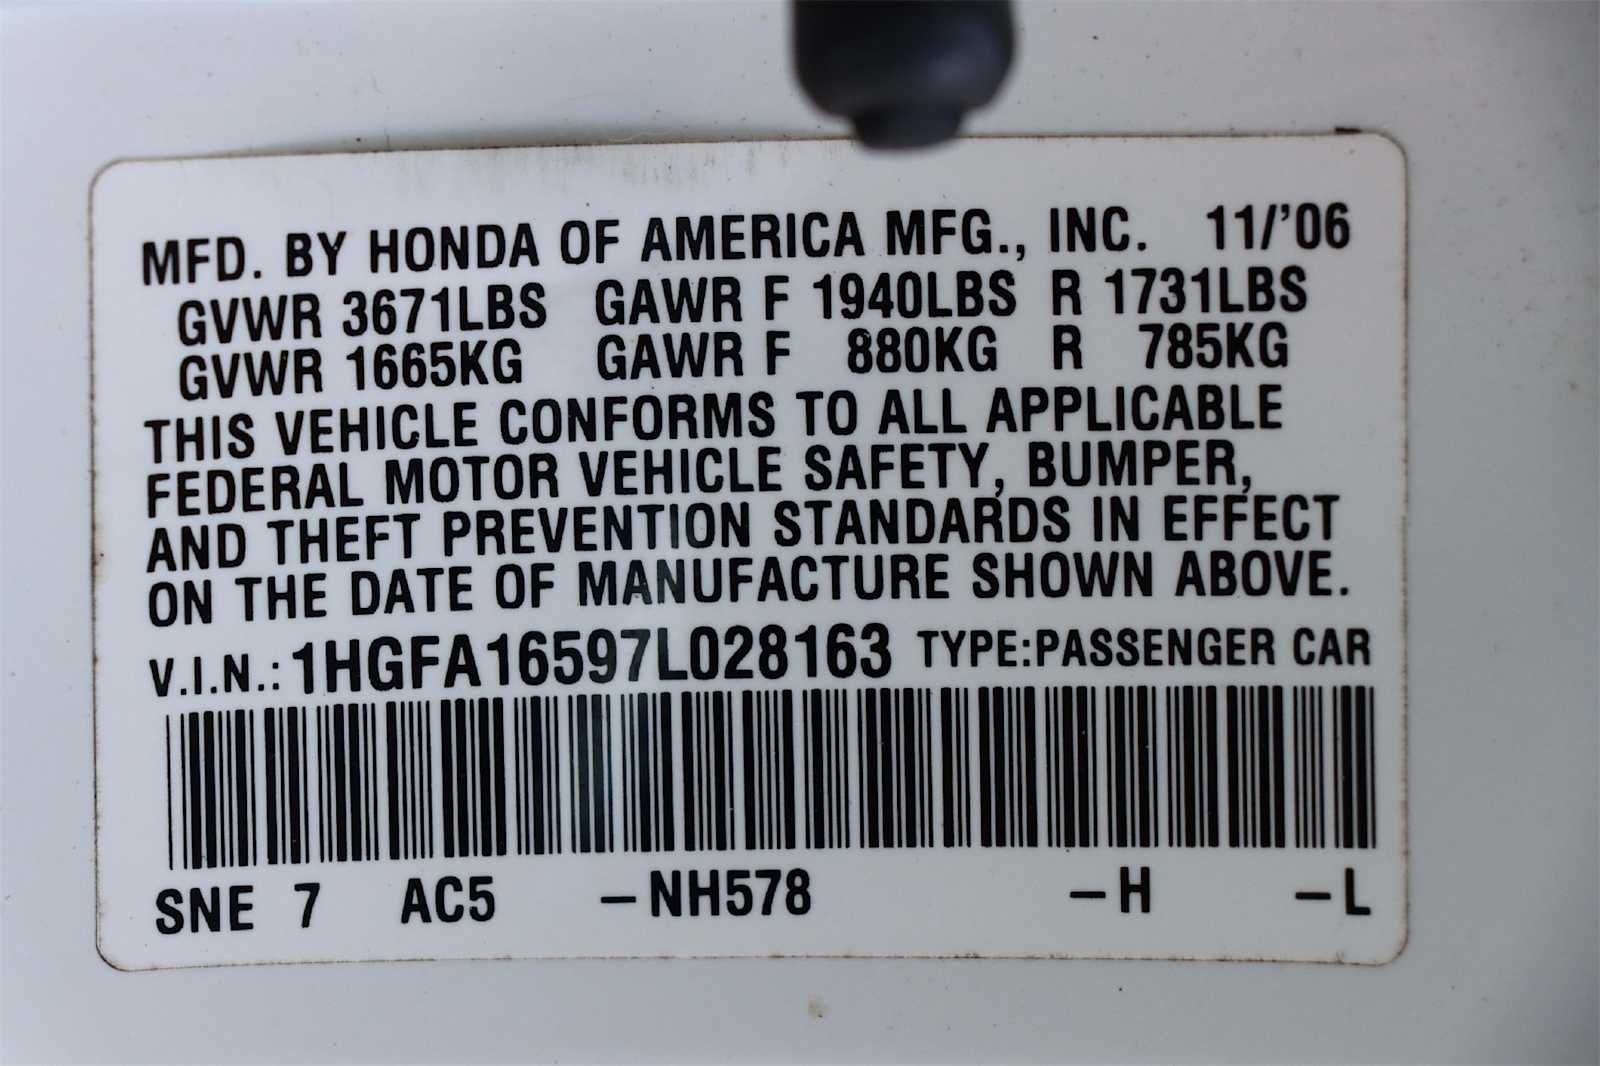 MFD. BY HONDA OF AMERICA MFG., INC. 11/'06
GVWR 3671LBS GAWR F 1940LBS R 1731LBS
GVWR 1665KG GAWR F 880KG R 785KG
THIS VEHICLE CONFORMS TO ALL APPLICABLE
FEDERAL MOTOR VEHICLE SAFETY, BUMPER,
AND THEFT PREVENTION STANDARDS IN EFFECT
ON THE DATE OF MANUFACTURE SHOWN ABOVE.
V.I.N.: 1HGFA16597L028163 TYPE:PASSENGER CAR
SNE 7 AC5 –NH578 –H –L